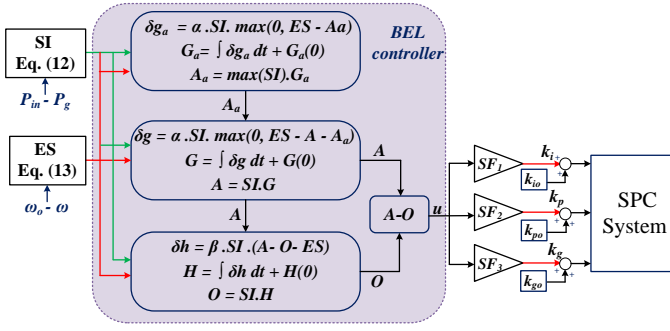 SI
Eq. (12)
P_in - P_g
ES
Eq. (13)
ω_o - ω
BEL
controller
δg_a = α .SI. max(0, ES - Aa)
G_a= ∫ δg_a dt + G_a(0)
A_a = max(SI).G_a
A_a
δg = α.SI. max(0, ES - A - A_a)
G = ∫ δg dt + G(0)
A = SI.G
A
A
δh = β .SI .(A- O- ES)
H = ∫ δh dt + H(0)
O = SI.H
O
A-O
u
SF_1
k_i
+
+
k_io
SF_2
k_p
+
+
k_po
SF_3
k_g
+
+
k_go
SPC
System